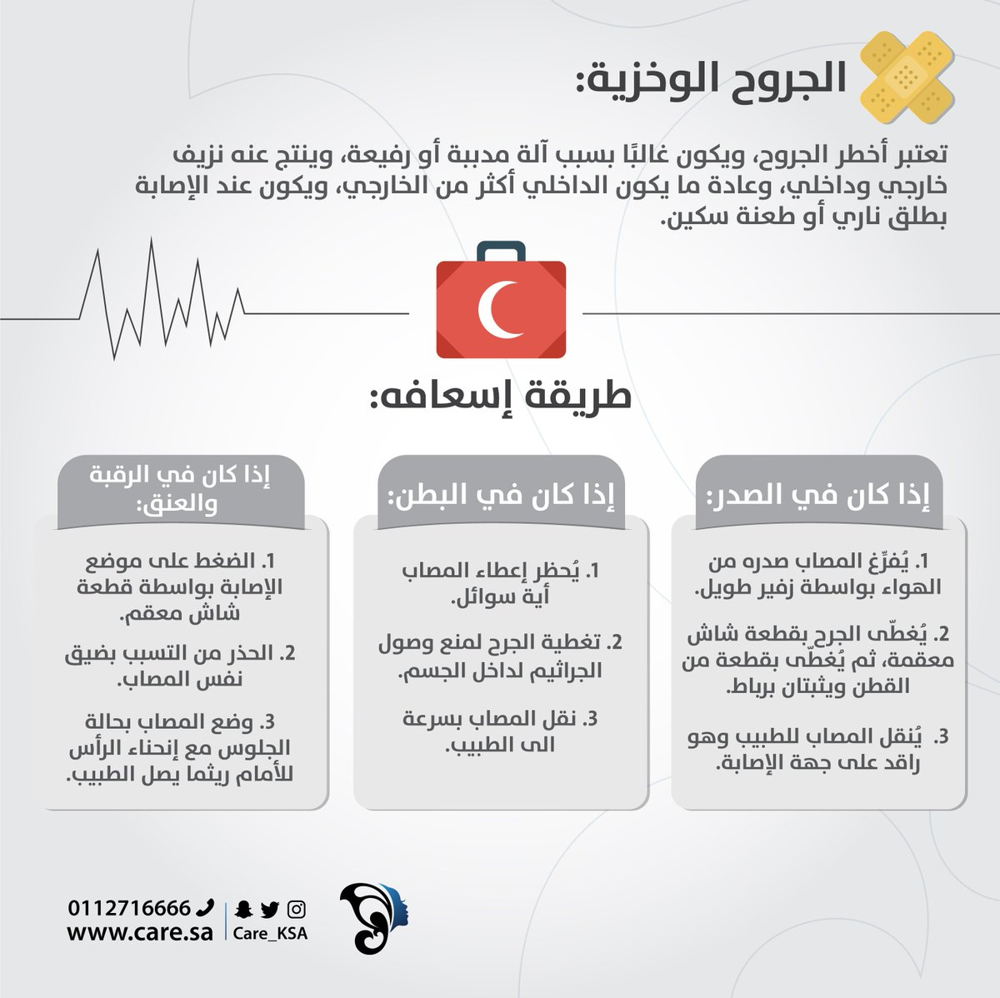 الجروح الوخزية:
تعتبر أخطر الجروح، ويكون غالبًا بسبب آلة مدببة أو رفيعة، وينتج عنه نزيف
خارجي وداخلي، وعادة ما يكون الداخلي أكثر من الخارجي، ويكون عند الإصابة
بطلق ناري أو طعنة سكين.
طريقة إسعافه:
إذا كان في الصدر:
1. يُفرِّغ المصاب صدره من
الهواء بواسطة زفير طويل.
2. يُغطّى الجرح بقطعة شاش
معقمة، ثم يُغطّى بقطعة من
القطن ويثبتان برباط.
3. يُنقل المصاب للطبيب وهو
راقد على جهة الإصابة.
إذا كان في البطن:
1. يُحظر إعطاء المصاب
أية سوائل.
2. تغطية الجرح لمنع وصول
الجراثيم لداخل الجسم.
3. نقل المصاب بسرعة
الى الطبيب.
إذا كان في الرقبة
والعنق:
1. الضغط على موضع
الإصابة بواسطة قطعة
شاش معقم.
2. الحذر من التسبب بضيق
نفس المصاب.
3. وضع المصاب بحالة
الجلوس مع إنحناء الرأس
للأمام ريثما يصل الطبيب.
0112716666
www.care.sa
Care_KSA